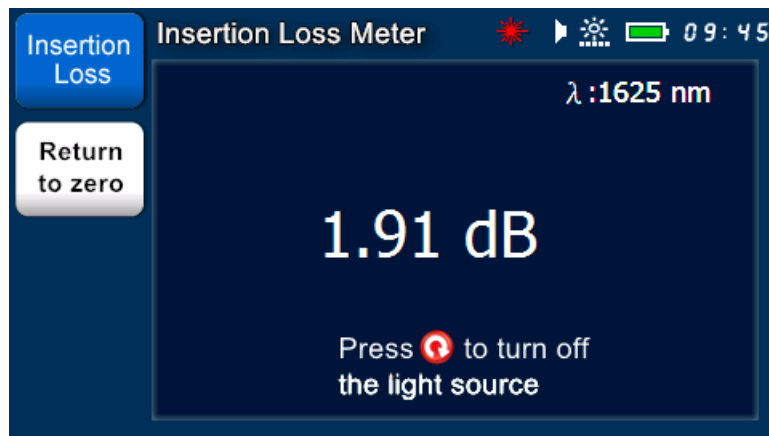 Insertion Loss Meter
09:45
Insertion
Loss
Return
to zero
λ:1625 nm
1.91 dB
Press to turn off
the light source